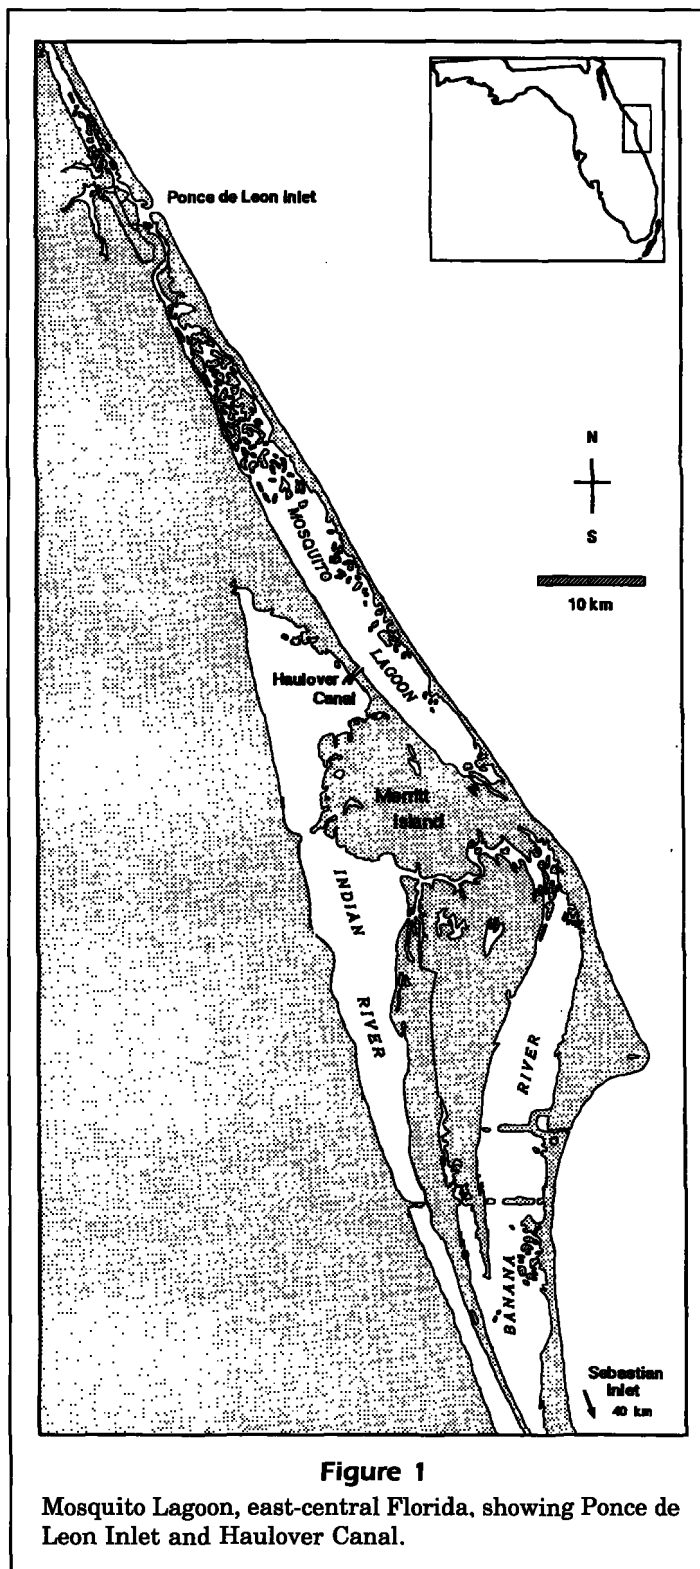 Ponce de Leon Inlet
N
S
10 km
MOSQUITO
LAGOON
Haulover
Canal
Merritt
Island
INDIAN
RIVER
RIVER
BANANA
Sebastian
Inlet
40 km
Figure 1
Mosquito Lagoon, east-central Florida, showing Ponce de
Leon Inlet and Haulover Canal.